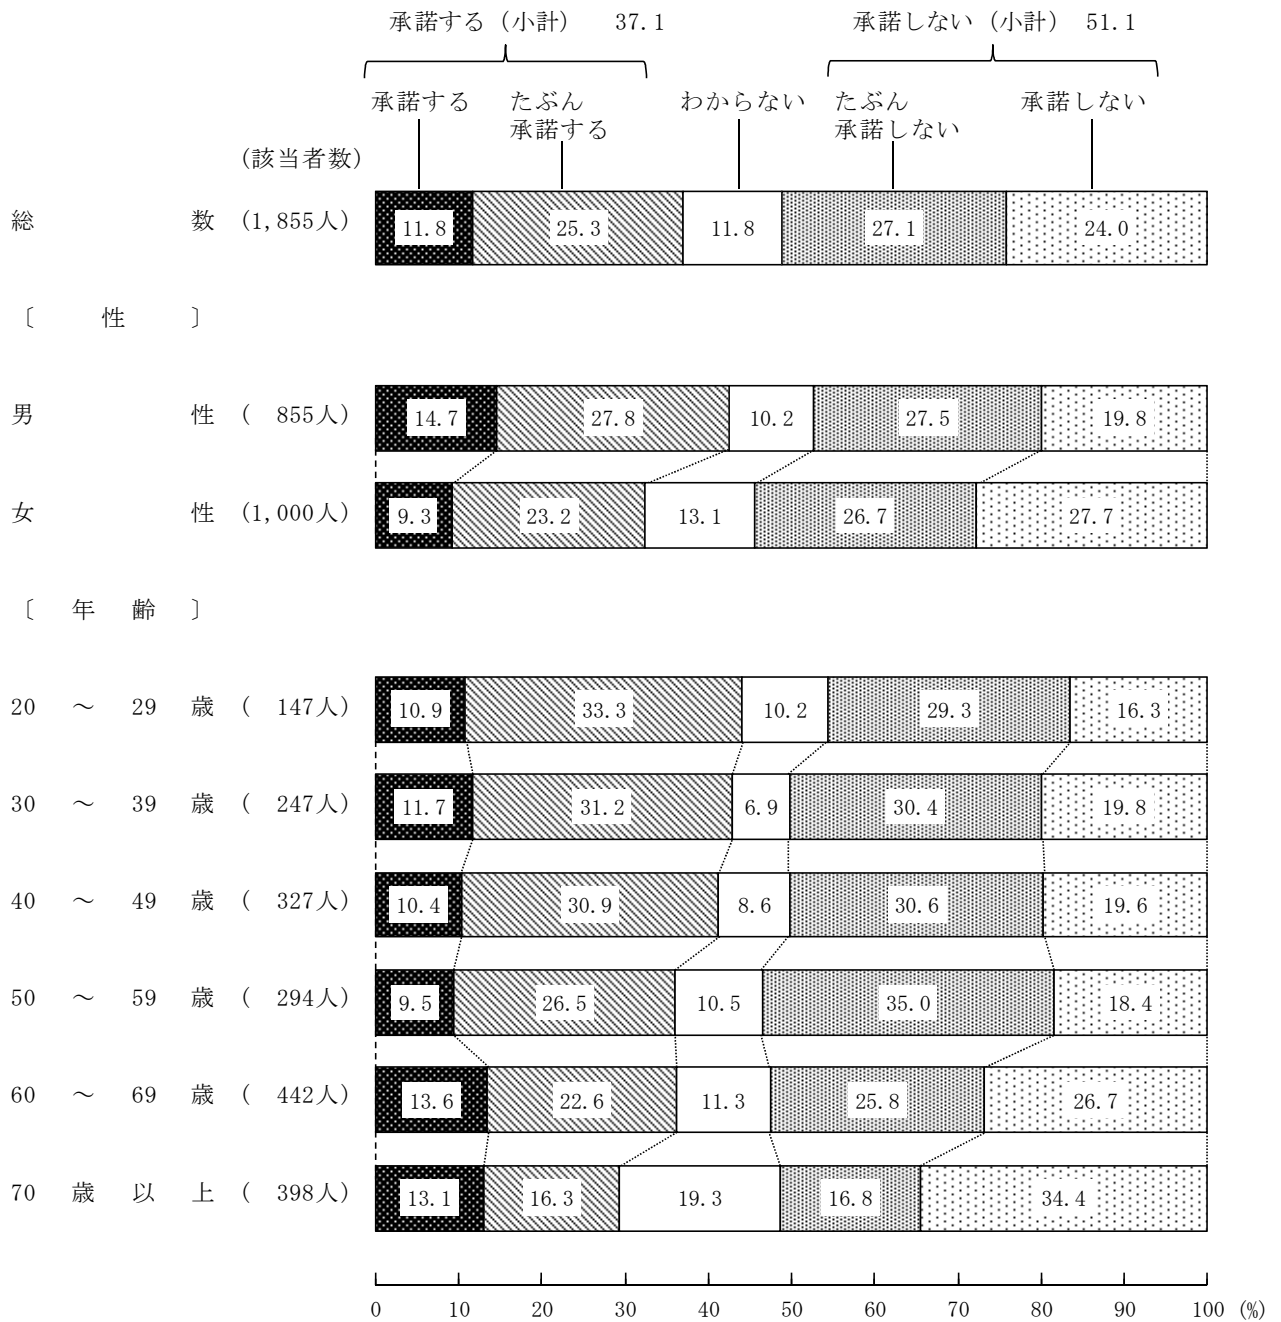 承諾する（小計） 37.1 承諾しない（小計） 51.1
承諾する たぶん わからない たぶん 承諾しない
承諾する 承諾しない
(該当者数)
総 数 (1,855人) 11.8 25.3 11.8 27.1 24.0
〔 性 〕
男 性 ( 855人) 14.7 27.8 10.2 27.5 19.8
女 性 (1,000人) 9.3 23.2 13.1 26.7 27.7
〔 年 齢 〕
20 ～ 29 歳 ( 147人) 10.9 33.3 10.2 29.3 16.3
30 ～ 39 歳 ( 247人) 11.7 31.2 6.9 30.4 19.8
40 ～ 49 歳 ( 327人) 10.4 30.9 8.6 30.6 19.6
50 ～ 59 歳 ( 294人) 9.5 26.5 10.5 35.0 18.4
60 ～ 69 歳 ( 442人) 13.6 22.6 11.3 25.8 26.7
70 歳 以 上 ( 398人) 13.1 16.3 19.3 16.8 34.4
0 10 20 30 40 50 60 70 80 90 100 (%)